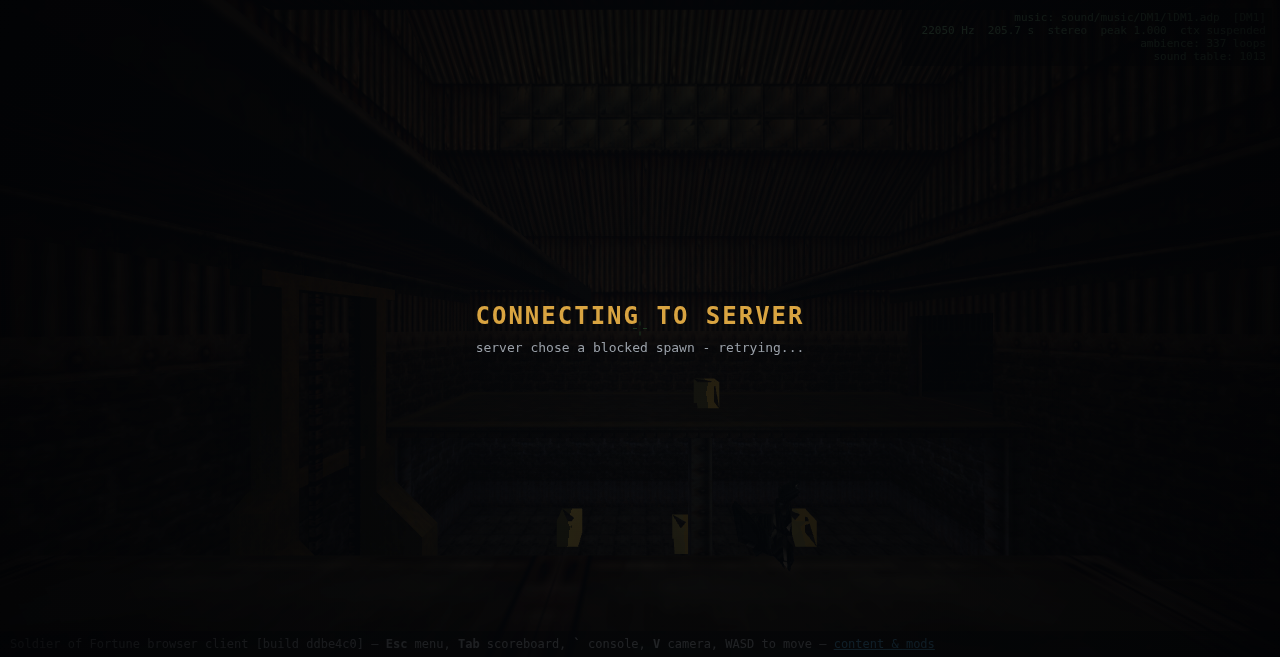 music: sound/music/DM1/1DM1.adp [DM1]
22050 Hz 205.7 s stereo peak 1.000 ctx suspended
ambience: 337 loops
sound table: 1015
CONNECTING TO SERVER
server chose a blocked spawn - retrying...
Soldier of Fortune browser client [build ddbe4c0] — Esc menu, Tab scoreboard, ` console, V camera, WASD to move — content & mods